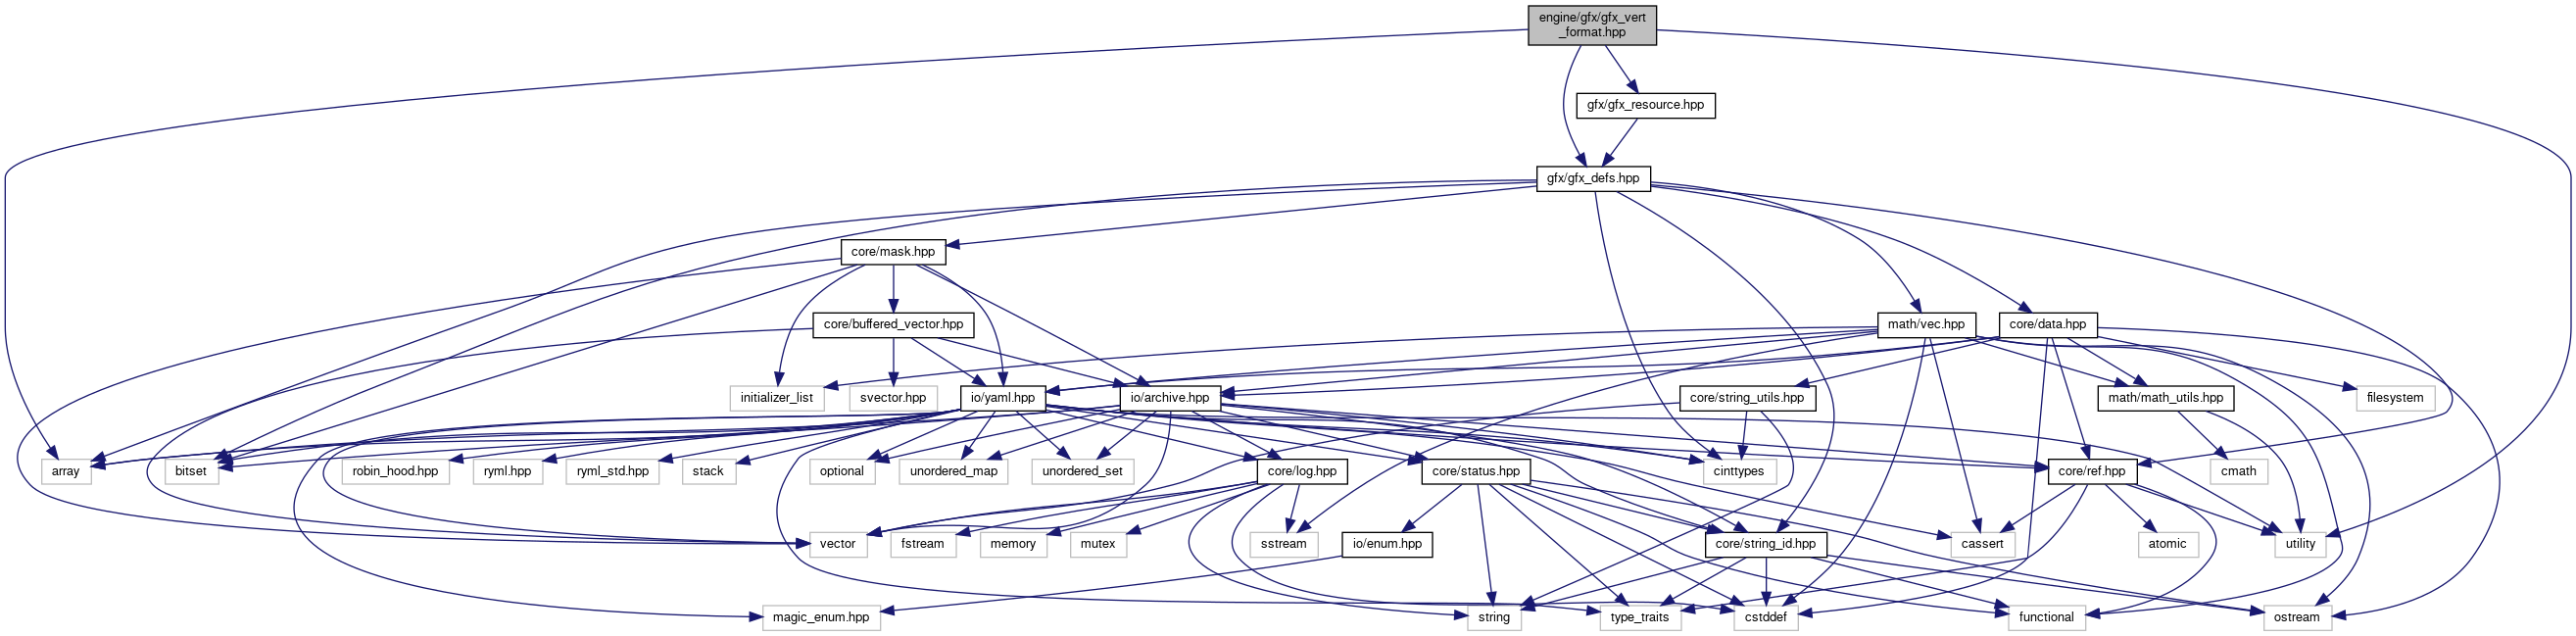 engine/gfx/gfx_vert
_format.hpp
gfx/gfx_resource.hpp
gfx/gfx_defs.hpp
core/mask.hpp
core/buffered_vector.hpp
math/vec.hpp
core/data.hpp
initializer_list
svector.hpp
io/yaml.hpp
io/archive.hpp
core/string_utils.hpp
math/math_utils.hpp
filesystem
array
bitset
robin_hood.hpp
ryml.hpp
ryml_std.hpp
stack
optional
unordered_map
unordered_set
core/log.hpp
core/status.hpp
cinttypes
core/ref.hpp
cmath
vector
fstream
memory
mutex
sstream
io/enum.hpp
core/string_id.hpp
cassert
atomic
utility
magic_enum.hpp
string
type_traits
cstddef
functional
ostream